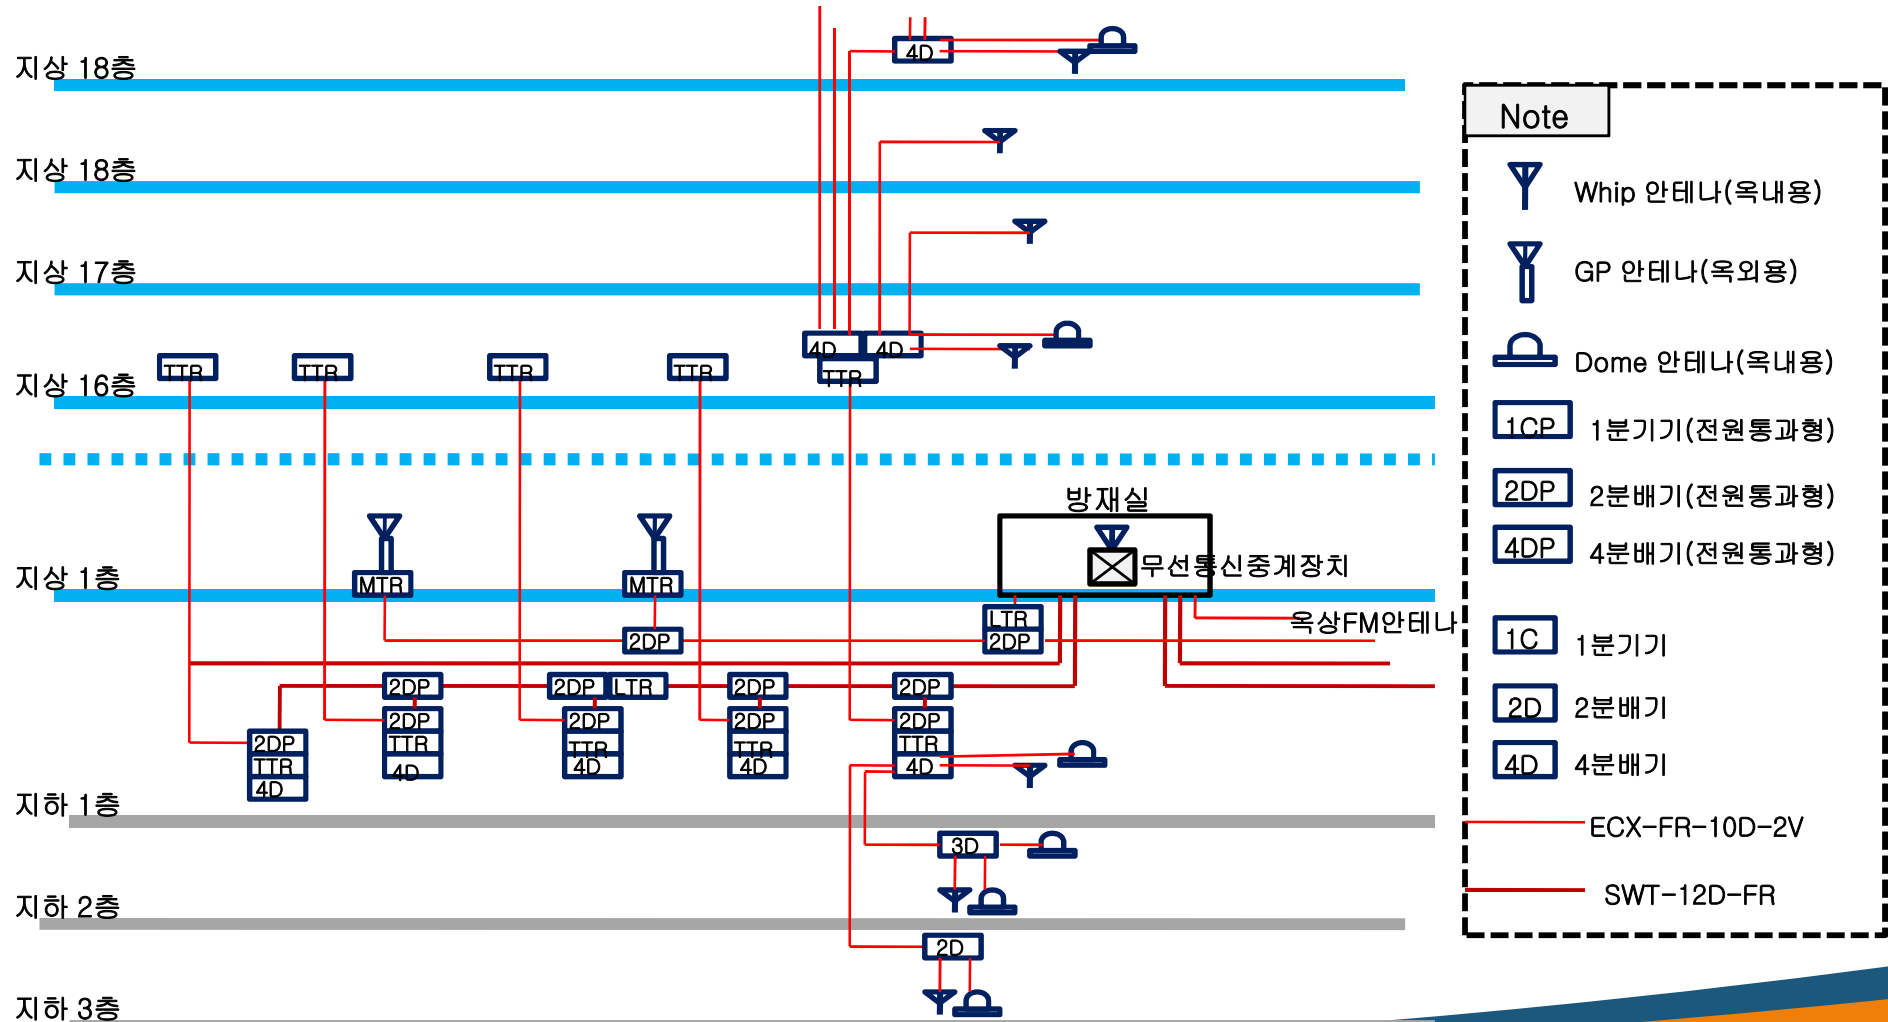 4D
지상 18층
Note
지상 18층
Whip 안테나(옥내용)
지상 17층
GP 안테나(옥외용)
4D
4D
TTR
TTR
TTR
TTR
TTR
지상 16층
Dome 안테나(옥내용)
1CP
1분기기(전원통과형)
2DP
2분배기(전원통과형)
방재실
4DP
4분배기(전원통과형)
무선통신중계장치
지상 1층
MTR
MTR
LTR
옥상FM안테나
2DP
2DP
1C
1분기기
2DP
2DP
LTR
2DP
2DP
2D
2분배기
2DP
2DP
2DP
2DP
2DP
TTR
TTR
TTR
TTR
TTR
4D
4D
4D
4D
4D
4D
4분배기
지하 1층
ECX-FR-10D-2V
3D
SWT-12D-FR
지하 2층
2D
지하 3층